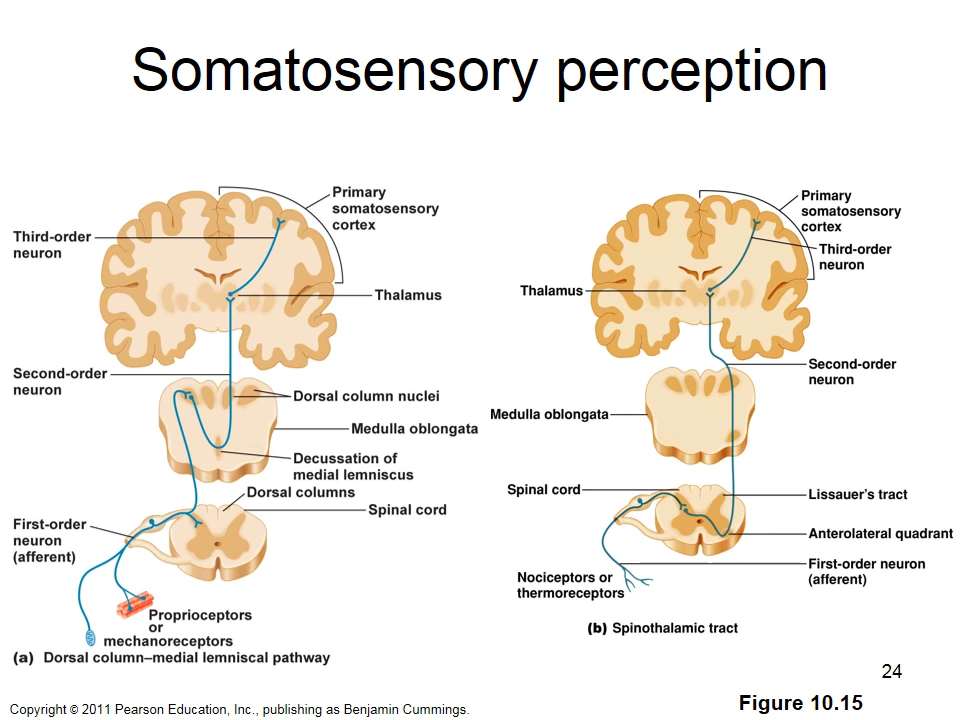 Somatosensory perception
Primary
somatosensory
cortex
Third-order
neuron
Thalamus
Second-order
neuron
Dorsal column nuclei
Medulla oblongata
Decussation of
medial lemniscus
Dorsal columns
Spinal cord
First-order
neuron
(afferent)
Proprioceptors
or
mechanoreceptors
(a) Dorsal column–medial lemniscal pathway
Primary
somatosensory
cortex
Third-order
neuron
Thalamus
Second-order
neuron
Medulla oblongata
Spinal cord
Lissauer's tract
Anterolateral quadrant
First-order neuron
(afferent)
Nociceptors or
thermoreceptors
(b) Spinothalamic tract
24
Figure 10.15
Copyright © 2011 Pearson Education, Inc., publishing as Benjamin Cummings.